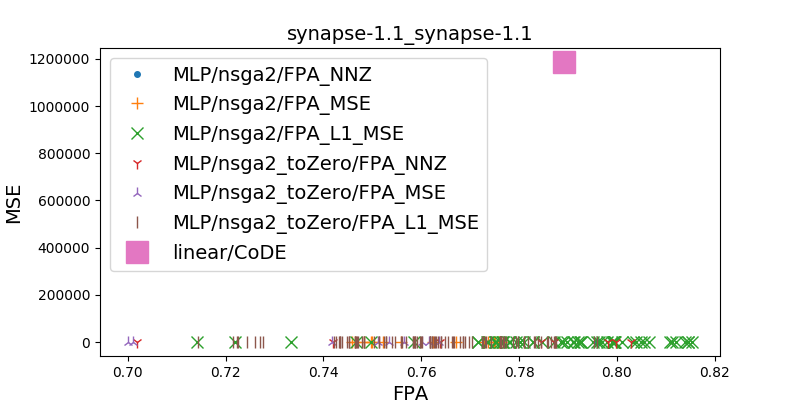 synapse-1.1_synapse-1.1
1200000
1000000
800000
600000
400000
200000
0
MSE
MLP/nsga2/FPA_NNZ
MLP/nsga2/FPA_MSE
MLP/nsga2/FPA_L1_MSE
MLP/nsga2_toZero/FPA_NNZ
MLP/nsga2_toZero/FPA_MSE
MLP/nsga2_toZero/FPA_L1_MSE
linear/CoDE
0.70 0.72 0.74 0.76 0.78 0.80 0.82
FPA